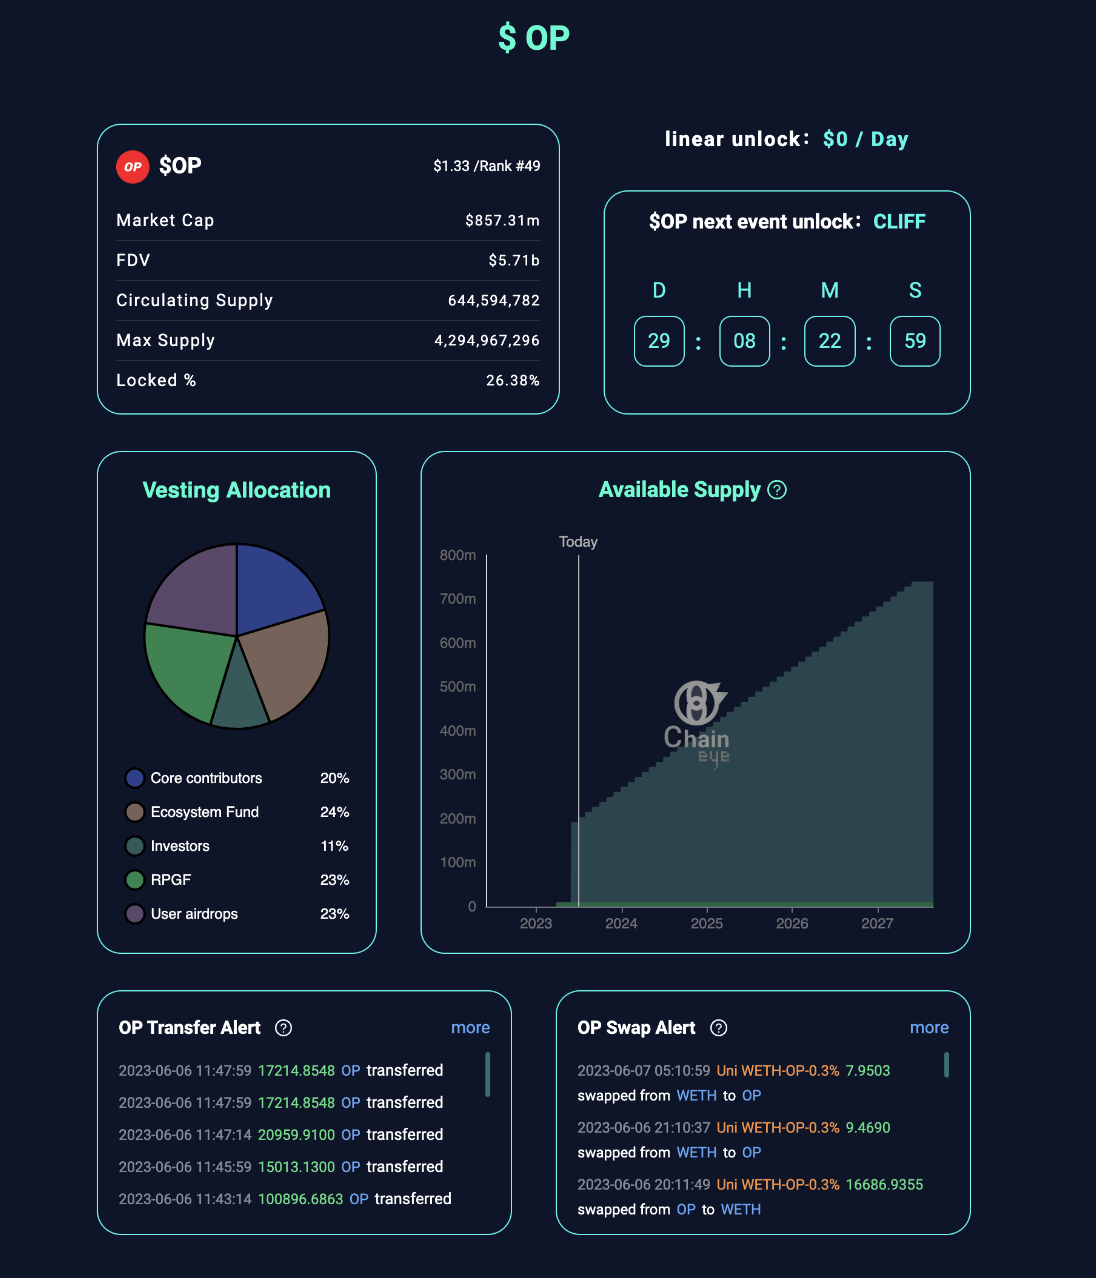 $ OP
OP $OP $1.33 /Rank #49
Market Cap $857.31m
FDV $5.71b
Circulating Supply 644,594,782
Max Supply 4,294,967,296
Locked % 26.38%
linear unlock: $0 / Day
$OP next event unlock: CLIFF
D H M S
29 : 08 : 22 : 59
Vesting Allocation
Core contributors 20%
Ecosystem Fund 24%
Investors 11%
RPGF 23%
User airdrops 23%
Available Supply ?
Today
800m
700m
600m
500m
400m
300m
200m
100m
0
2023 2024 2025 2026 2027
Chain
eye
OP Transfer Alert ? more
2023-06-06 11:47:59 17214.8548 OP transferred
2023-06-06 11:47:59 17214.8548 OP transferred
2023-06-06 11:47:14 20959.9100 OP transferred
2023-06-06 11:45:59 15013.1300 OP transferred
2023-06-06 11:43:14 100896.6863 OP transferred
OP Swap Alert ? more
2023-06-07 05:10:59 Uni WETH-OP-0.3% 7.9503
swapped from WETH to OP
2023-06-06 21:10:37 Uni WETH-OP-0.3% 9.4690
swapped from WETH to OP
2023-06-06 20:11:49 Uni WETH-OP-0.3% 16686.9355
swapped from OP to WETH